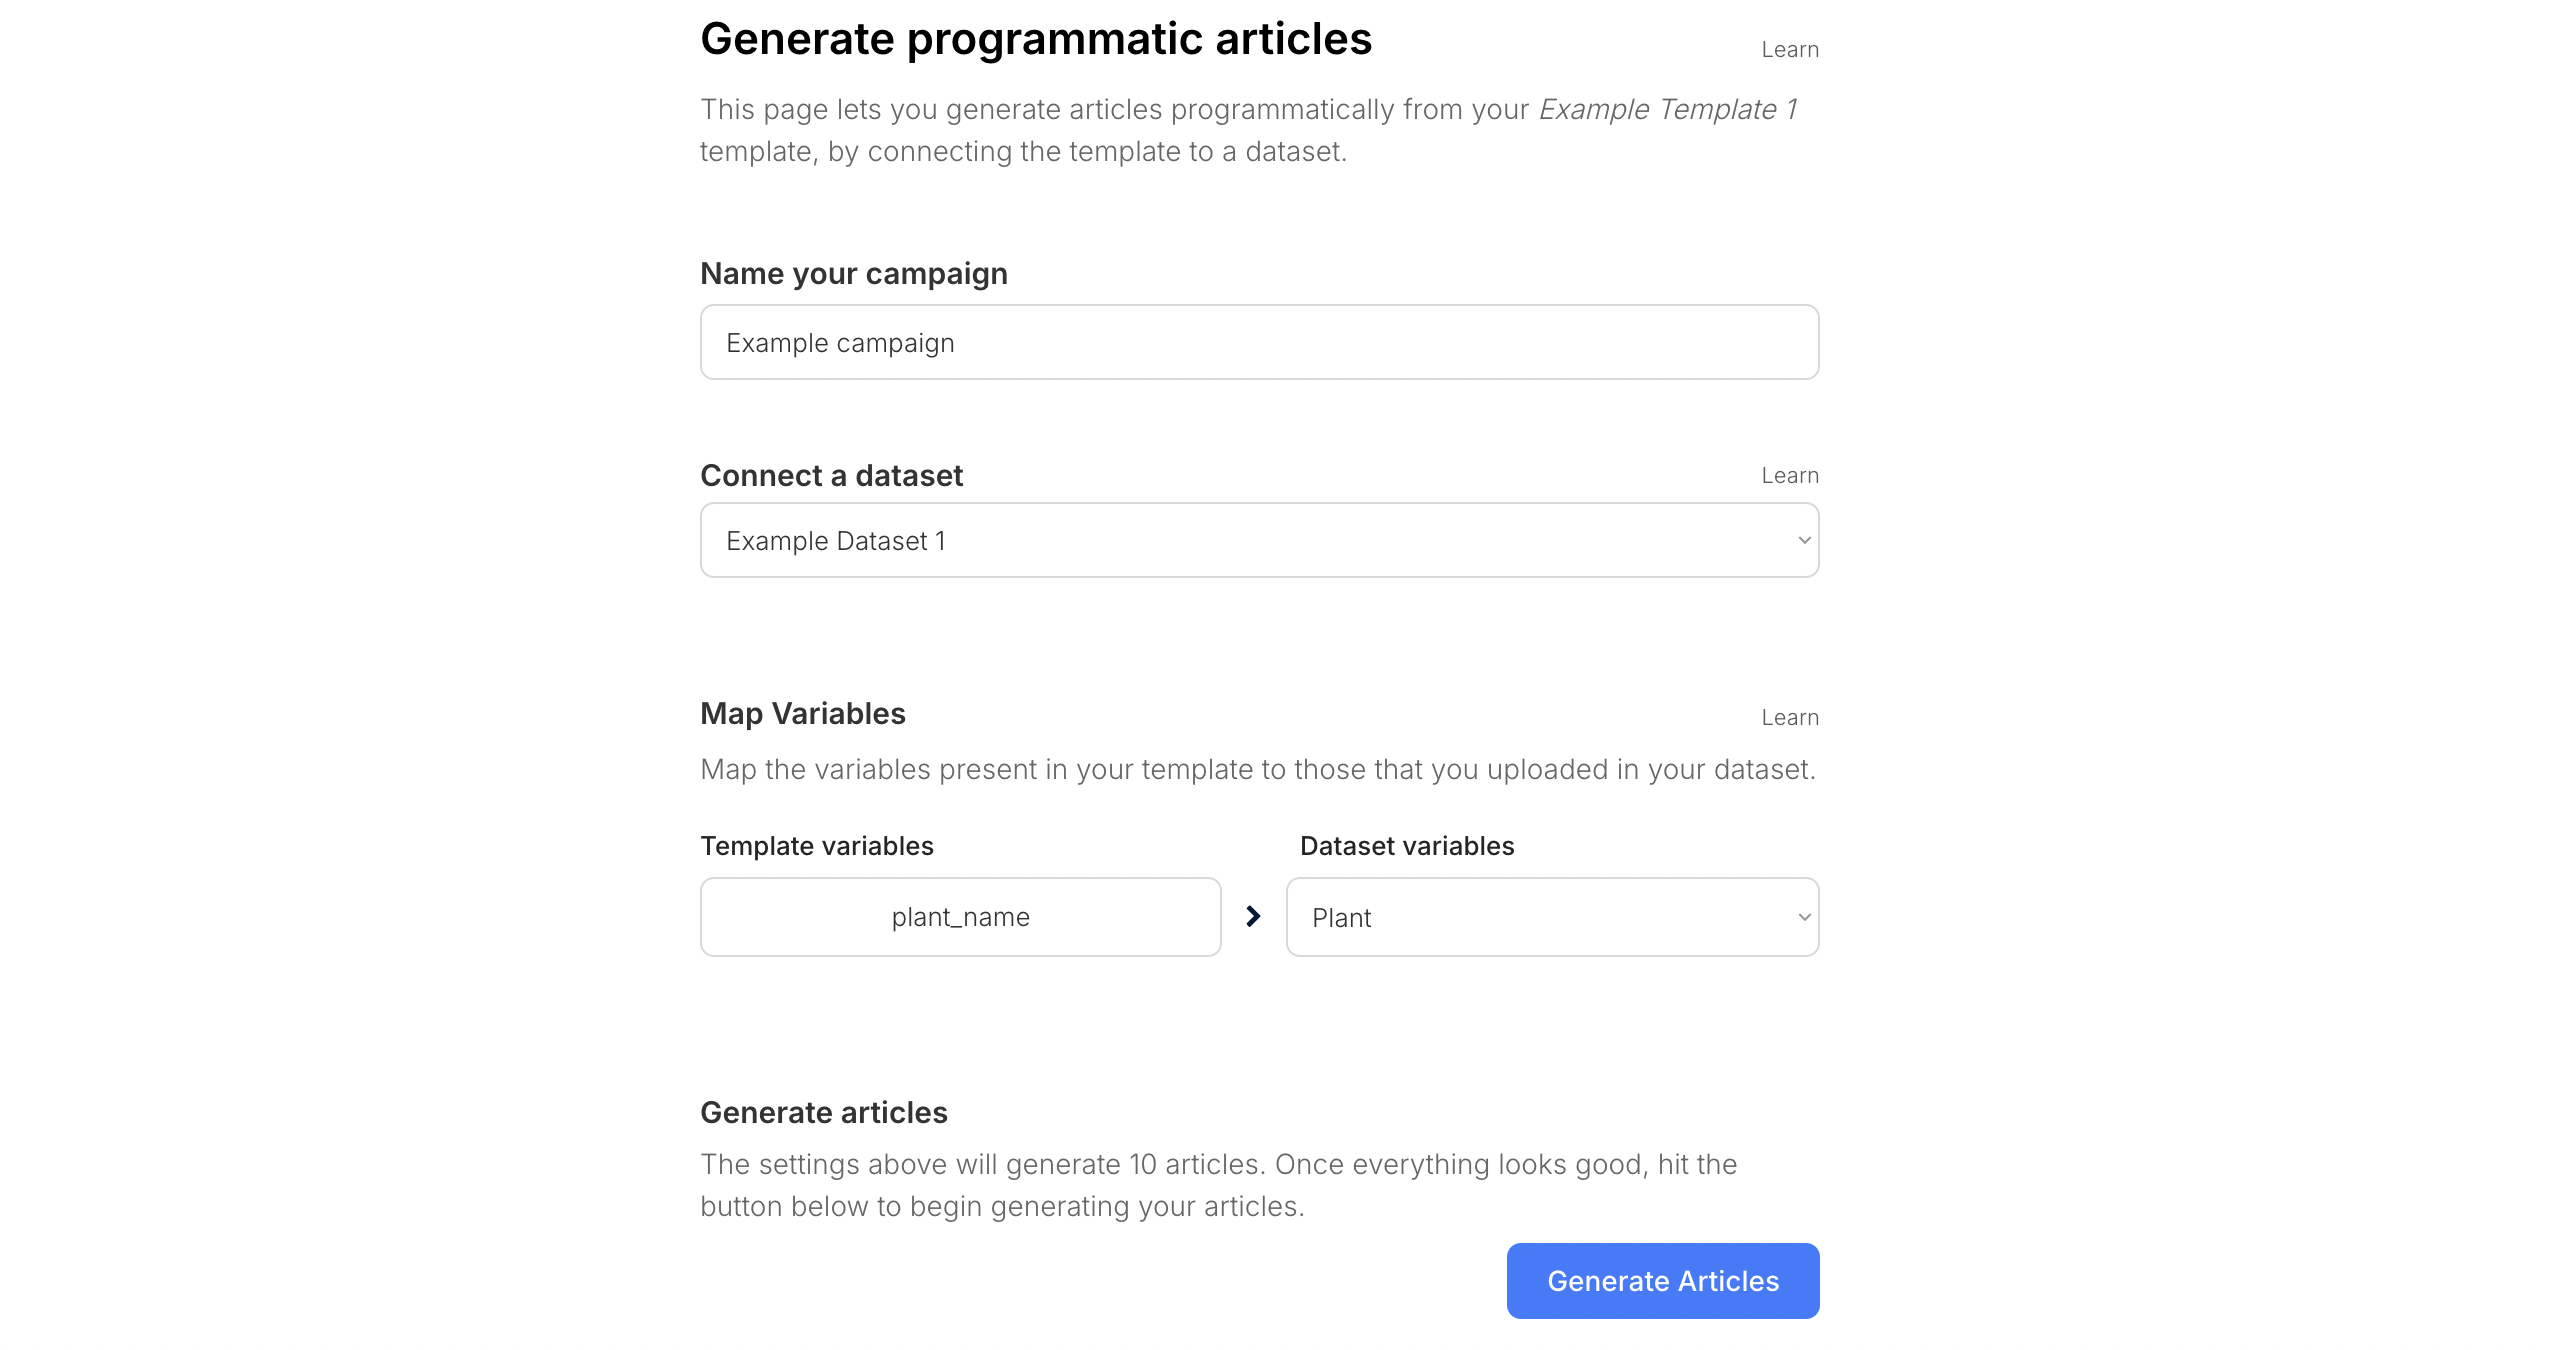 Generate programmatic articles
Learn
This page lets you generate articles programmatically from your Example Template 1
template, by connecting the template to a dataset.
Name your campaign
Example campaign
Connect a dataset
Learn
Example Dataset 1
Map Variables
Learn
Map the variables present in your template to those that you uploaded in your dataset.
Template variables
Dataset variables
plant_name
Plant
Generate articles
The settings above will generate 10 articles. Once everything looks good, hit the
button below to begin generating your articles.
Generate Articles